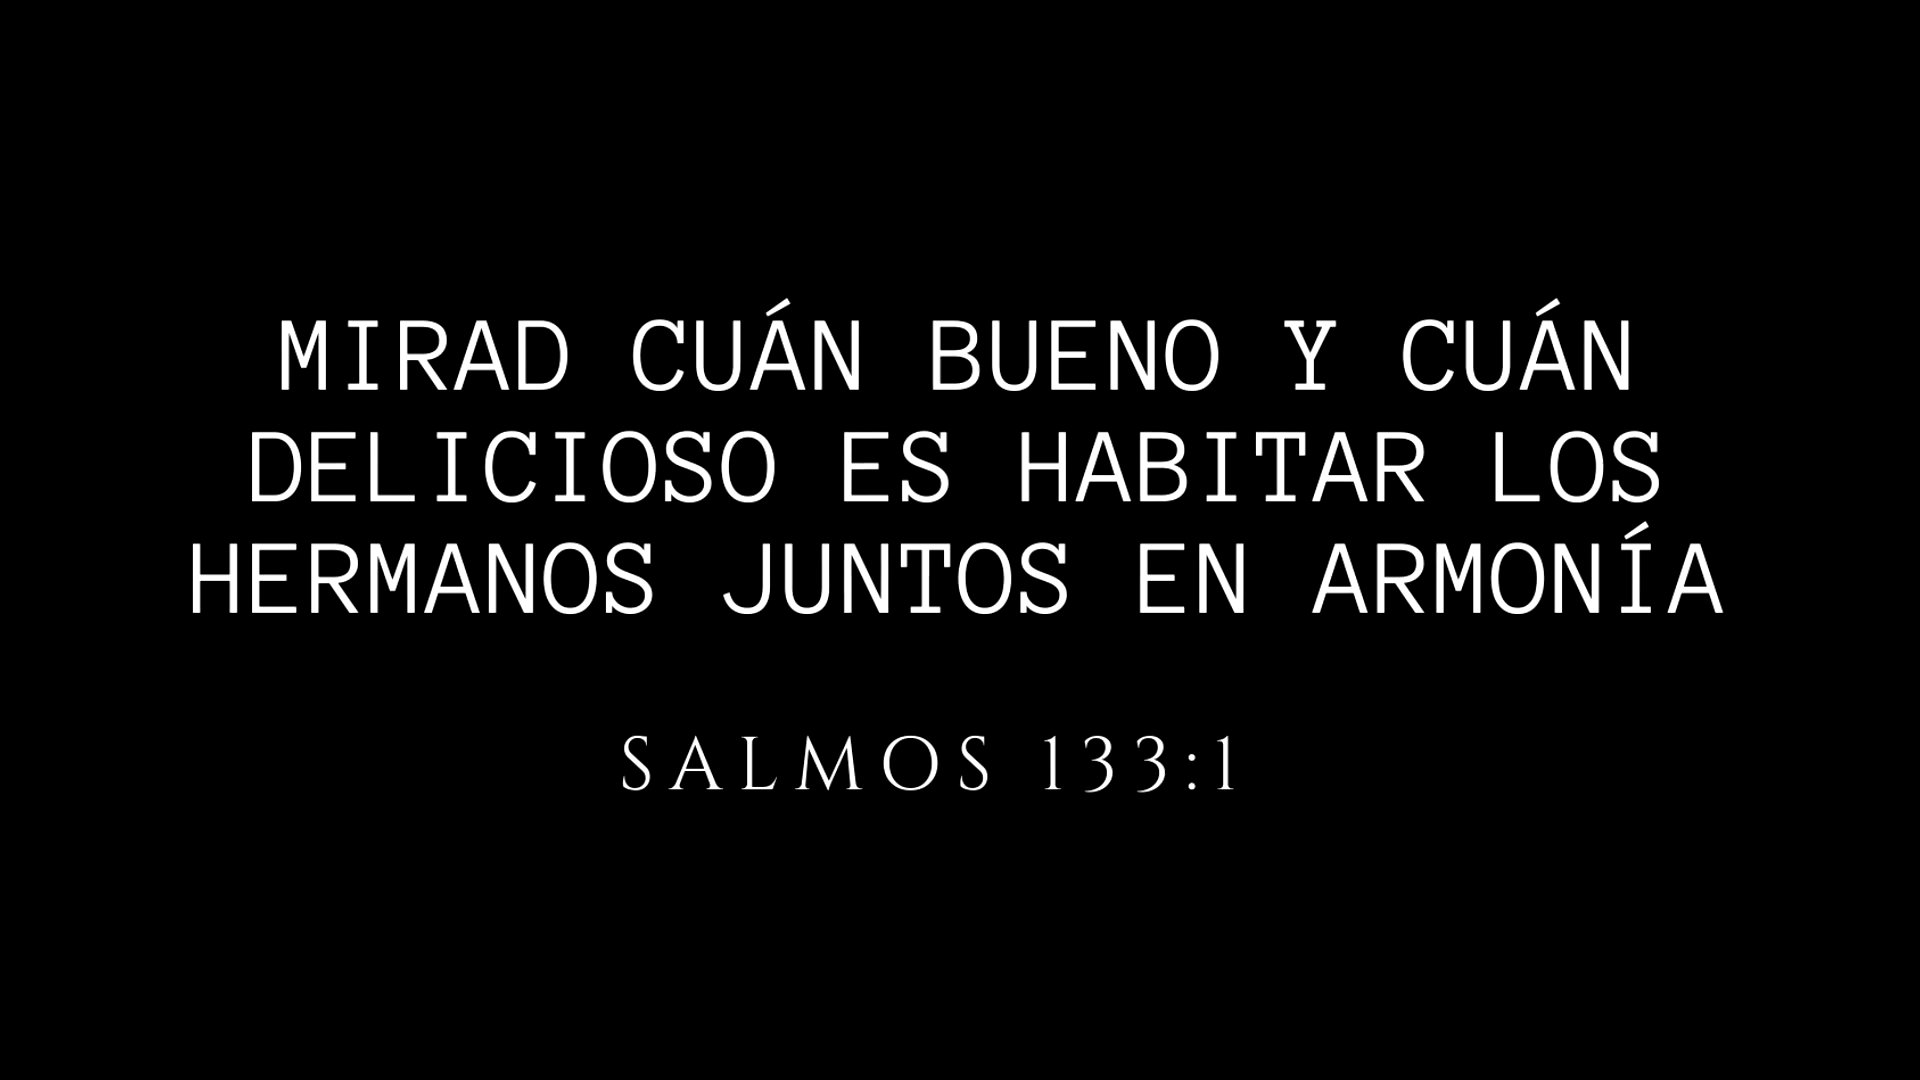 MIRAD CUÁN BUENO Y CUÁN
DELICIOSO ES HABITAR LOS
HERMANOS JUNTOS EN ARMONÍA
SALMOS 133:1